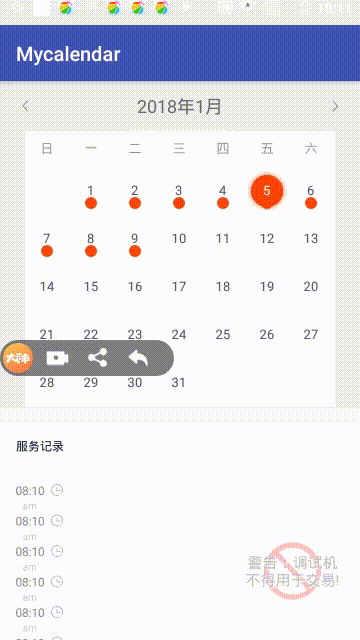 Mycalendar
2018年1月
日 一 二 三 四 五 六
1 2 3 4 5 6
7 8 9 10 11 12 13
14 15 16 17 18 19 20
21 22 23 24 25 26 27
大神
28 29 30 31
服务记录
08:10
am
08:10
am
08:10
am
08:10
am
08:10
am
警告：调试机
不得用于交易!